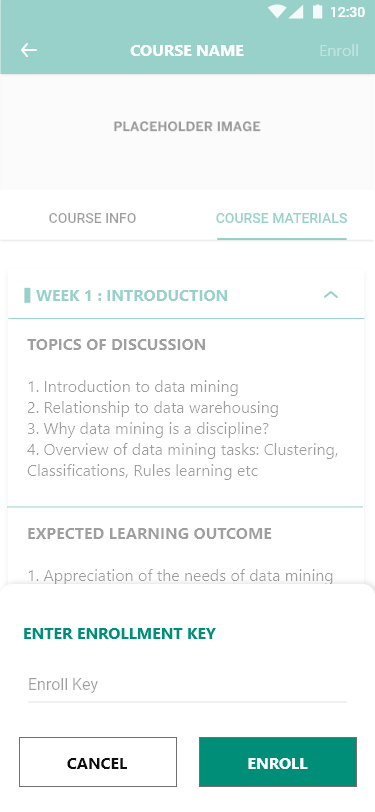 12:30
COURSE NAME
Enroll
PLACEHOLDER IMAGE
COURSE INFO
COURSE MATERIALS
WEEK 1 : INTRODUCTION
TOPICS OF DISCUSSION
1. Introduction to data mining
2. Relationship to data warehousing
3. Why data mining is a discipline?
4. Overview of data mining tasks: Clustering,
Classifications, Rules learning etc
EXPECTED LEARNING OUTCOME
1. Appreciation of the needs of data mining
ENTER ENROLLMENT KEY
Enroll Key
CANCEL
ENROLL